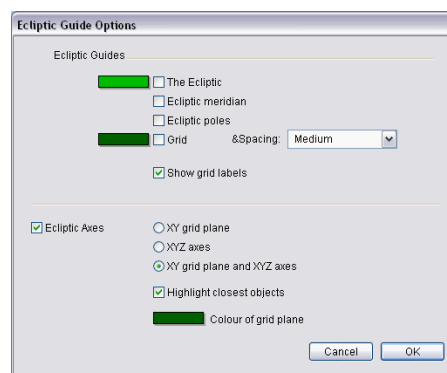 Ecliptic Guide Options
Ecliptic Guides
The Ecliptic
Ecliptic meridian
Ecliptic poles
Grid &Spacing: Medium
Show grid labels
Ecliptic Axes XY grid plane
XYZ axes
XY grid plane and XYZ axes
Highlight closest objects
Colour of grid plane
Cancel OK